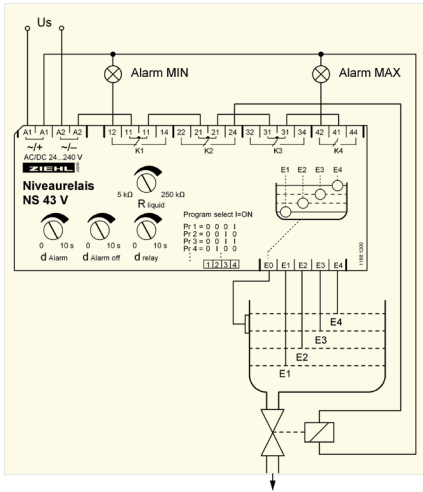 Us
Alarm MIN
Alarm MAX
A1 A1 A2 A2 12 11 11 14 22 21 21 24 32 31 31 34 42 41 44
~/+ ~/– K1 K2 K3 K4
AC/DC 24...240 V
ZIEHL
Niveaurelais
NS 43 V
5 kΩ 250 kΩ
R liquid
E1 E2 E3 E4
0 10 s 0 10 s 0 10 s
d Alarm d Alarm off d relay
Program select I=ON
Pr 1 = 0 0 0 I
Pr 2 = 0 0 I 0
Pr 3 = 0 0 I I
Pr 4 = 0 I 0 0
1 2 3 4
E0 E1 E2 E3 E4
E4
E3
E2
E1